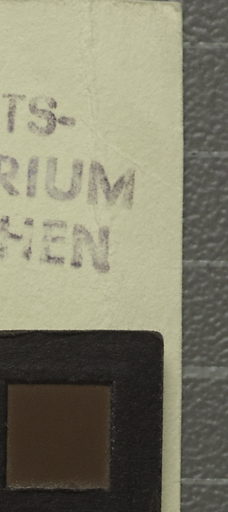 TS-
RIUM
HEN